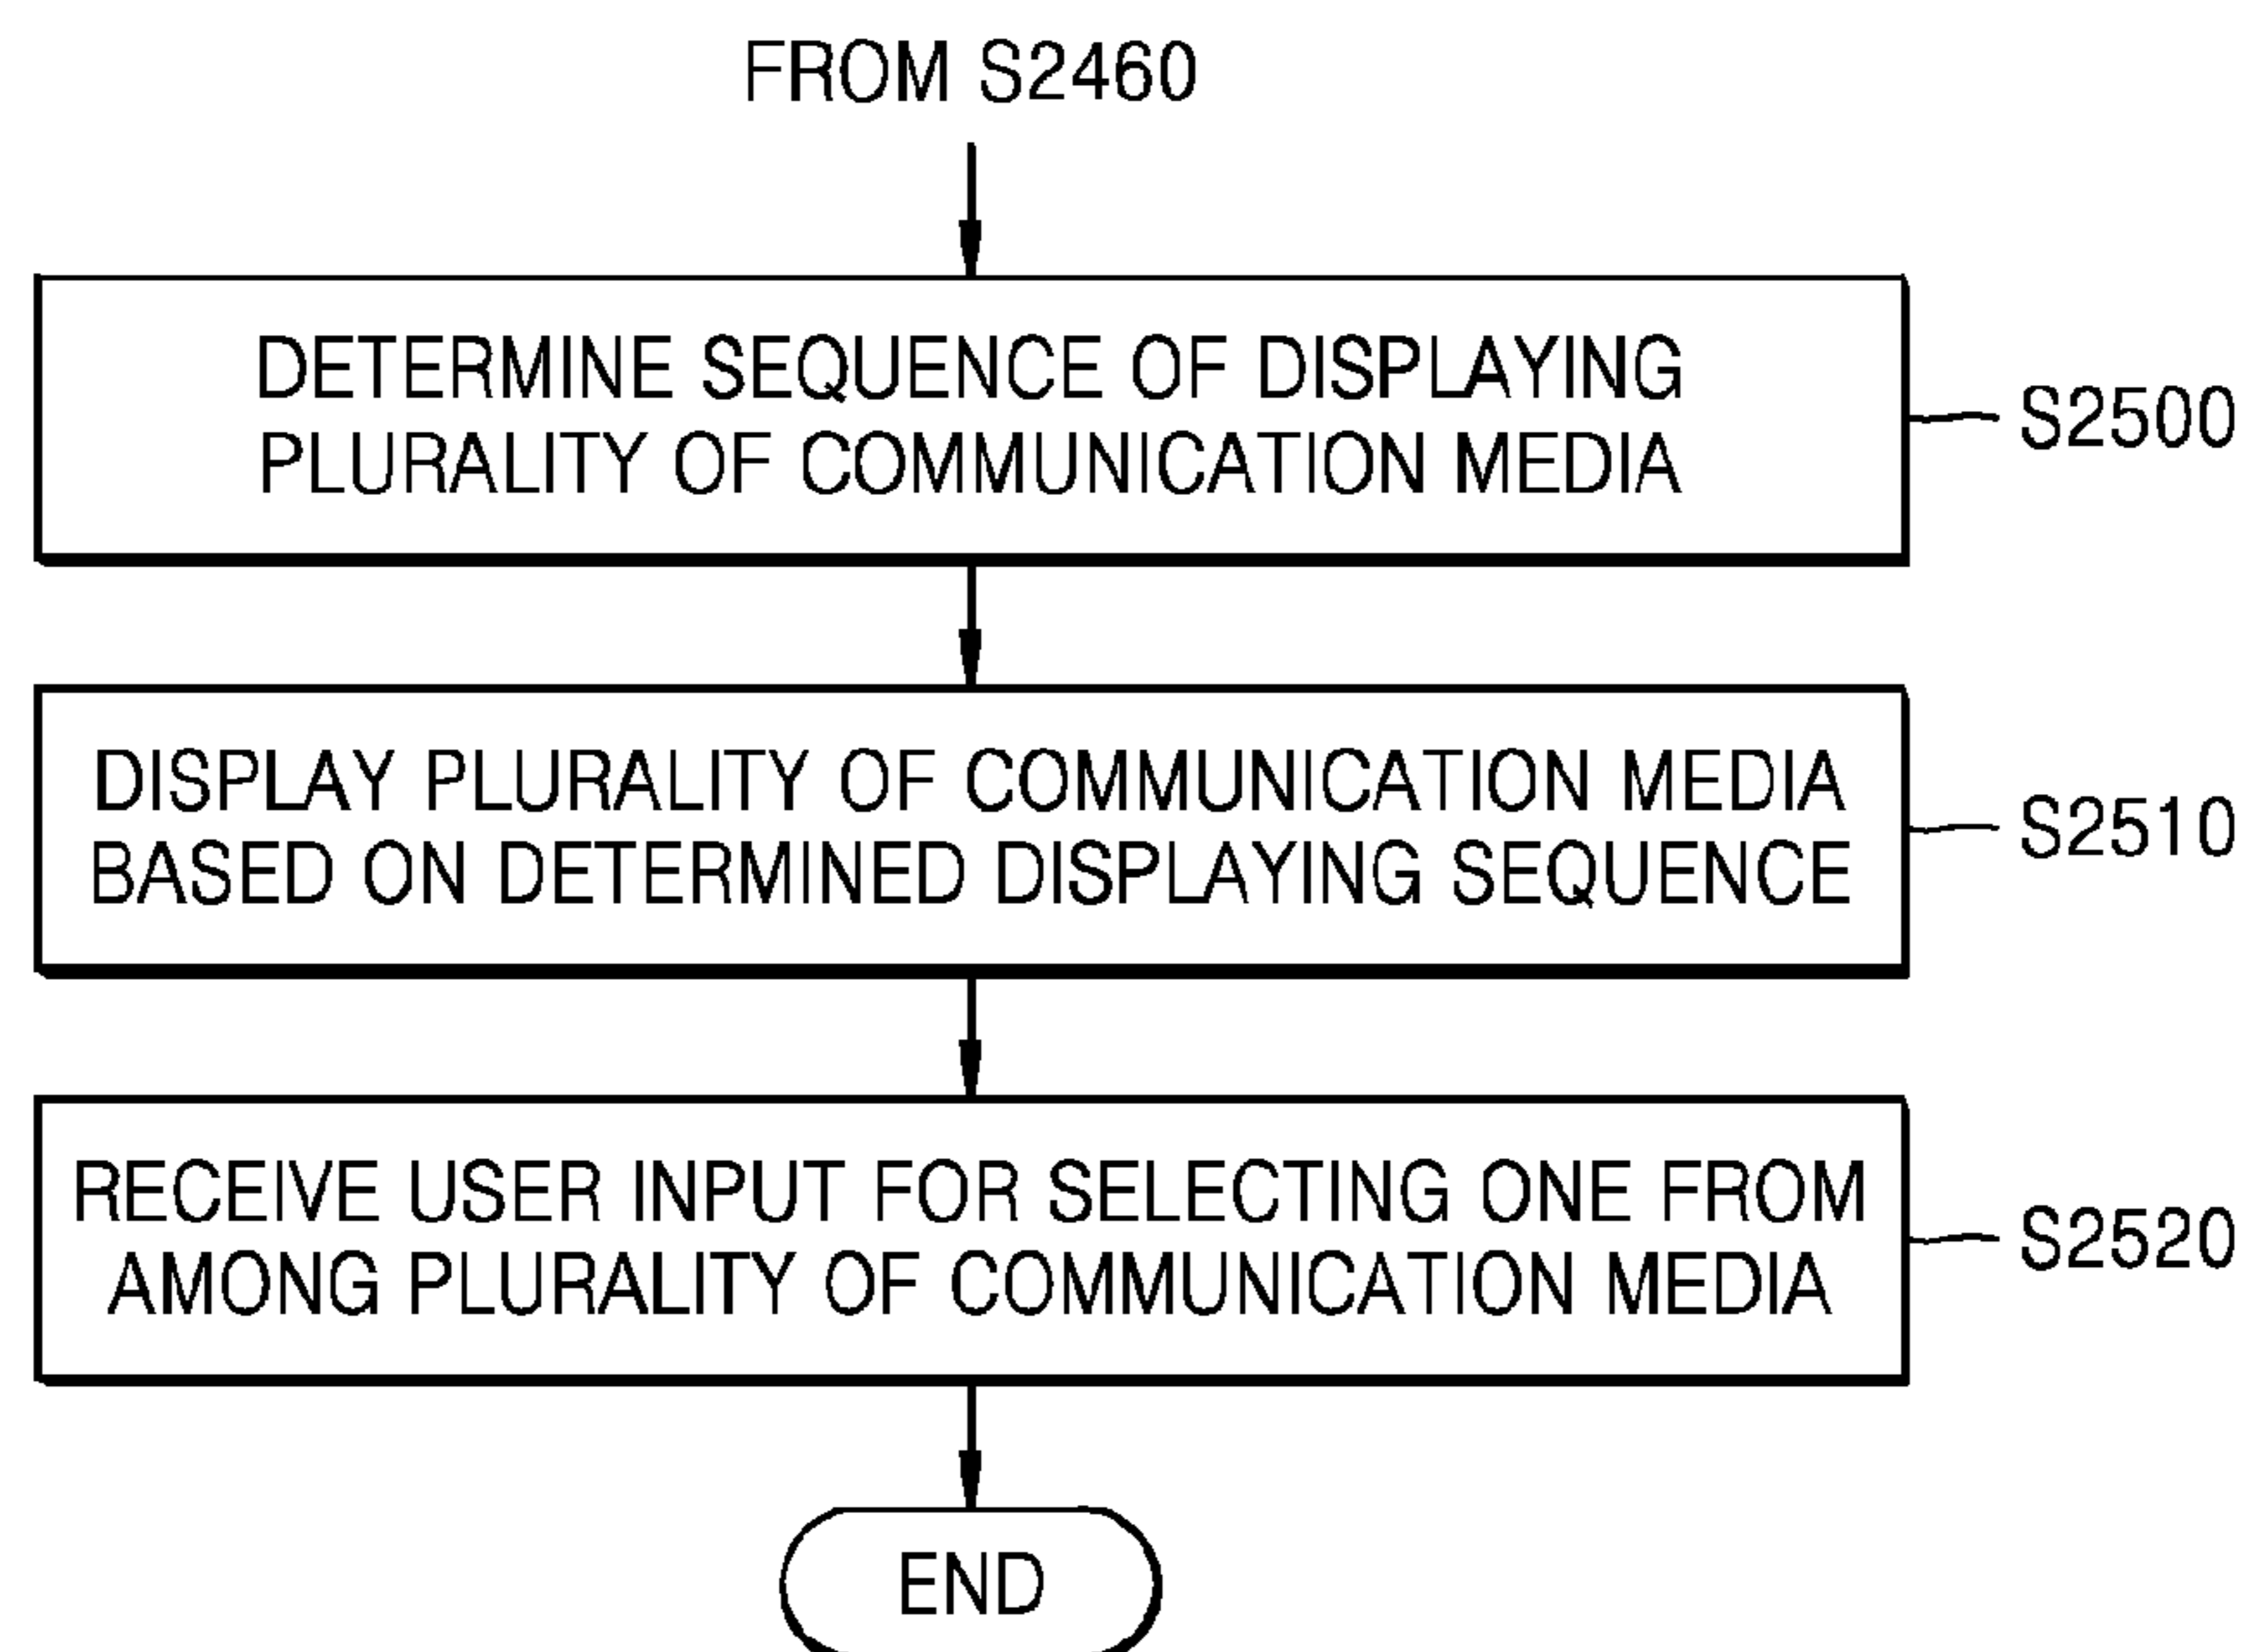 FROM S2460
DETERMINE SEQUENCE OF DISPLAYING
PLURALITY OF COMMUNICATION MEDIA
S2500
DISPLAY PLURALITY OF COMMUNICATION MEDIA
BASED ON DETERMINED DISPLAYING SEQUENCE
S2510
RECEIVE USER INPUT FOR SELECTING ONE FROM
AMONG PLURALITY OF COMMUNICATION MEDIA
S2520
END